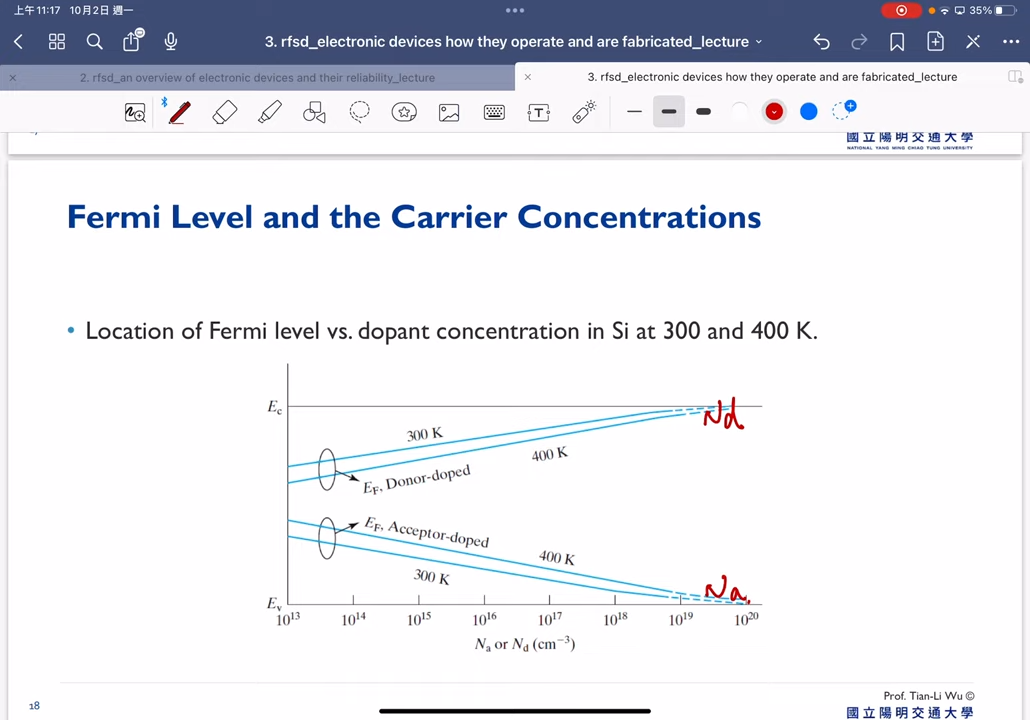 上午11:17 10月2日 週一
35%
3. rfsd_electronic devices how they operate and are fabricated_lecture
2. rfsd_an overview of electronic devices and their reliability_lecture
3. rfsd_electronic devices how they operate and are fabricated_lecture
T
國立陽明交通大學
NATIONAL YANG MING CHIAO TUNG UNIVERSITY
Fermi Level and the Carrier Concentrations
• Location of Fermi level vs. dopant concentration in Si at 300 and 400 K.
Ec
Nd
300 K
400 K
EF, Donor-doped
EF, Acceptor-doped
400 K
300 K
Na
Ev
10^13 10^14 10^15 10^16 10^17 10^18 10^19 10^20
Na or Nd (cm−3)
Prof. Tian-Li Wu ©
18
國立陽明交通大學